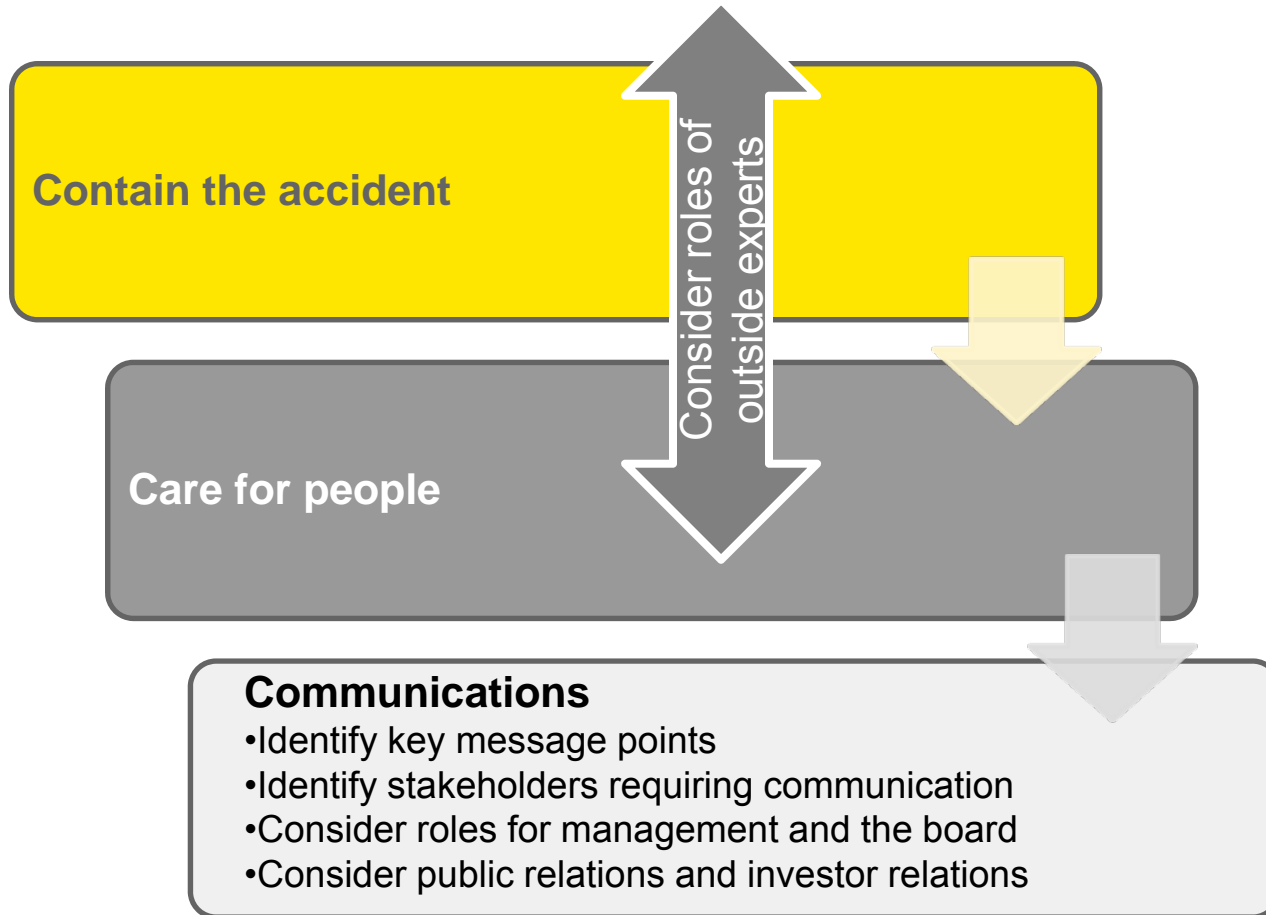 Contain the accident
Consider roles of
outside experts
Care for people
Communications
•Identify key message points
•Identify stakeholders requiring communication
•Consider roles for management and the board
•Consider public relations and investor relations